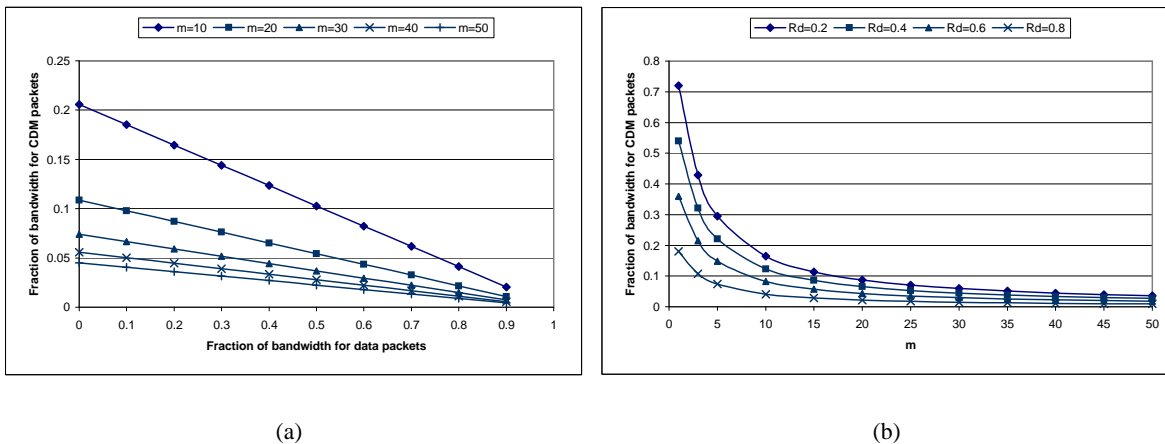 m=10 m=20 m=30 m=40 m=50
0.25
0.2
0.15
0.1
0.05
0
Fraction of bandwidth for CDM packets
0 0.1 0.2 0.3 0.4 0.5 0.6 0.7 0.8 0.9 1
Fraction of bandwidth for data packets
(a)
Rd=0.2 Rd=0.4 Rd=0.6 Rd=0.8
0.8
0.7
0.6
0.5
0.4
0.3
0.2
0.1
0
Fraction of bandwidth for CDM packets
0 5 10 15 20 25 30 35 40 45 50
m
(b)